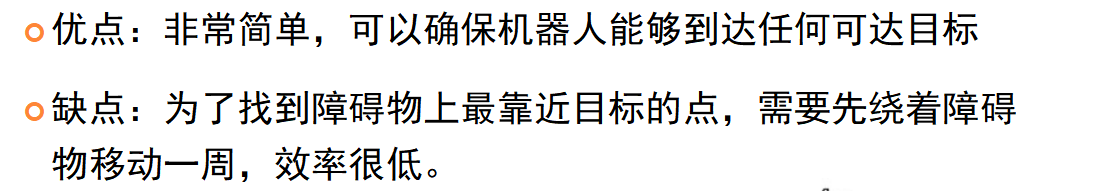 优点：非常简单，可以确保机器人能够到达任何可达目标
缺点：为了找到障碍物上最靠近目标的点，需要先绕着障碍
物移动一周，效率很低。